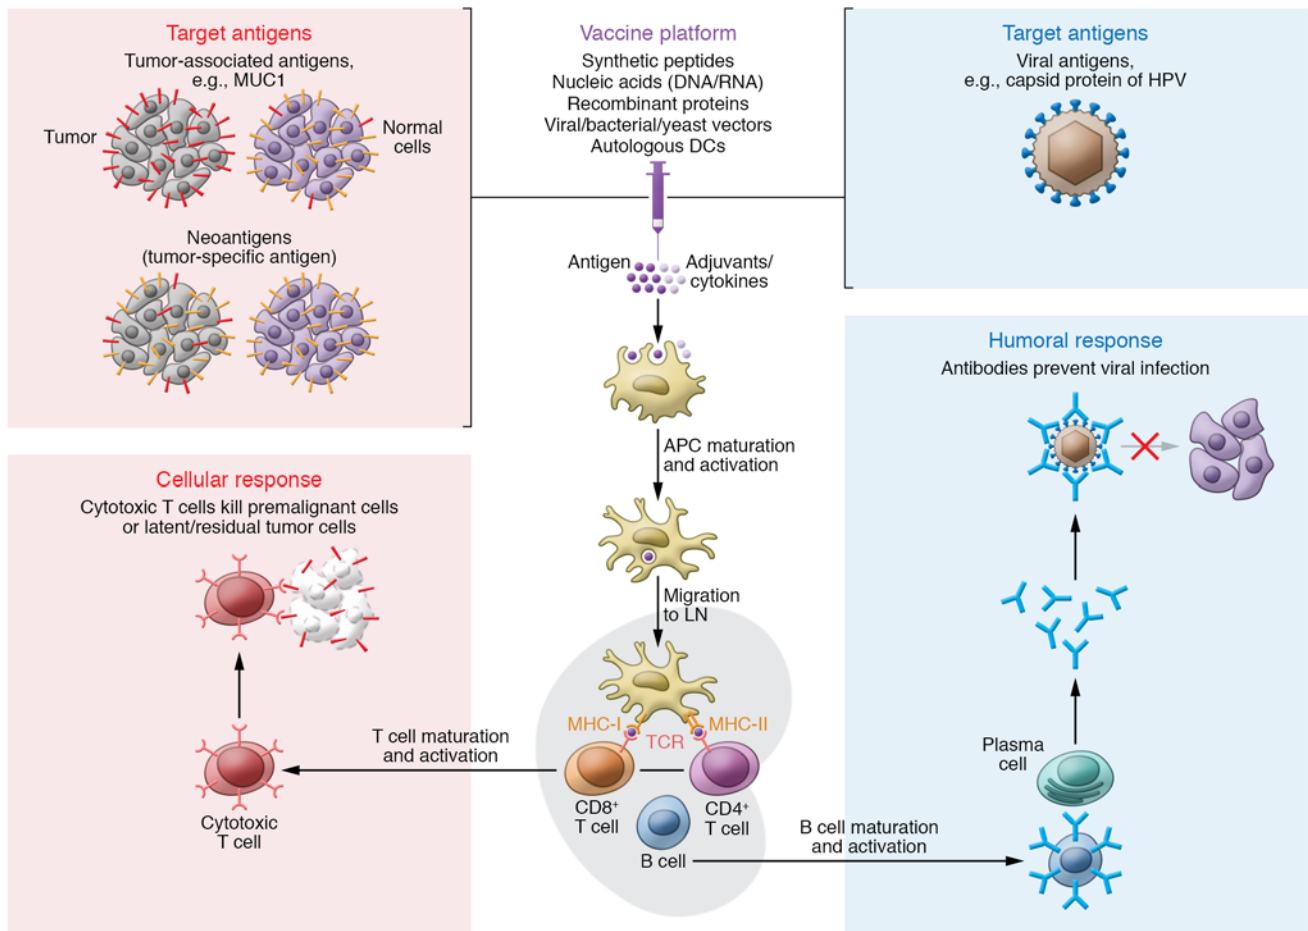 Target antigens
Tumor-associated antigens,
e.g., MUC1
Tumor
Normal
cells
Neoantigens
(tumor-specific antigen)
Vaccine platform
Synthetic peptides
Nucleic acids (DNA/RNA)
Recombinant proteins
Viral/bacterial/yeast vectors
Autologous DCs
Antigen
Adjuvants/
cytokines
APC maturation
and activation
Migration
to LN
MHC-I
MHC-II
TCR
CD8⁺
T cell
CD4⁺
T cell
B cell
Target antigens
Viral antigens,
e.g., capsid protein of HPV
Cellular response
Cytotoxic T cells kill premalignant cells
or latent/residual tumor cells
T cell maturation
and activation
Cytotoxic
T cell
Humoral response
Antibodies prevent viral infection
Plasma
cell
B cell maturation
and activation